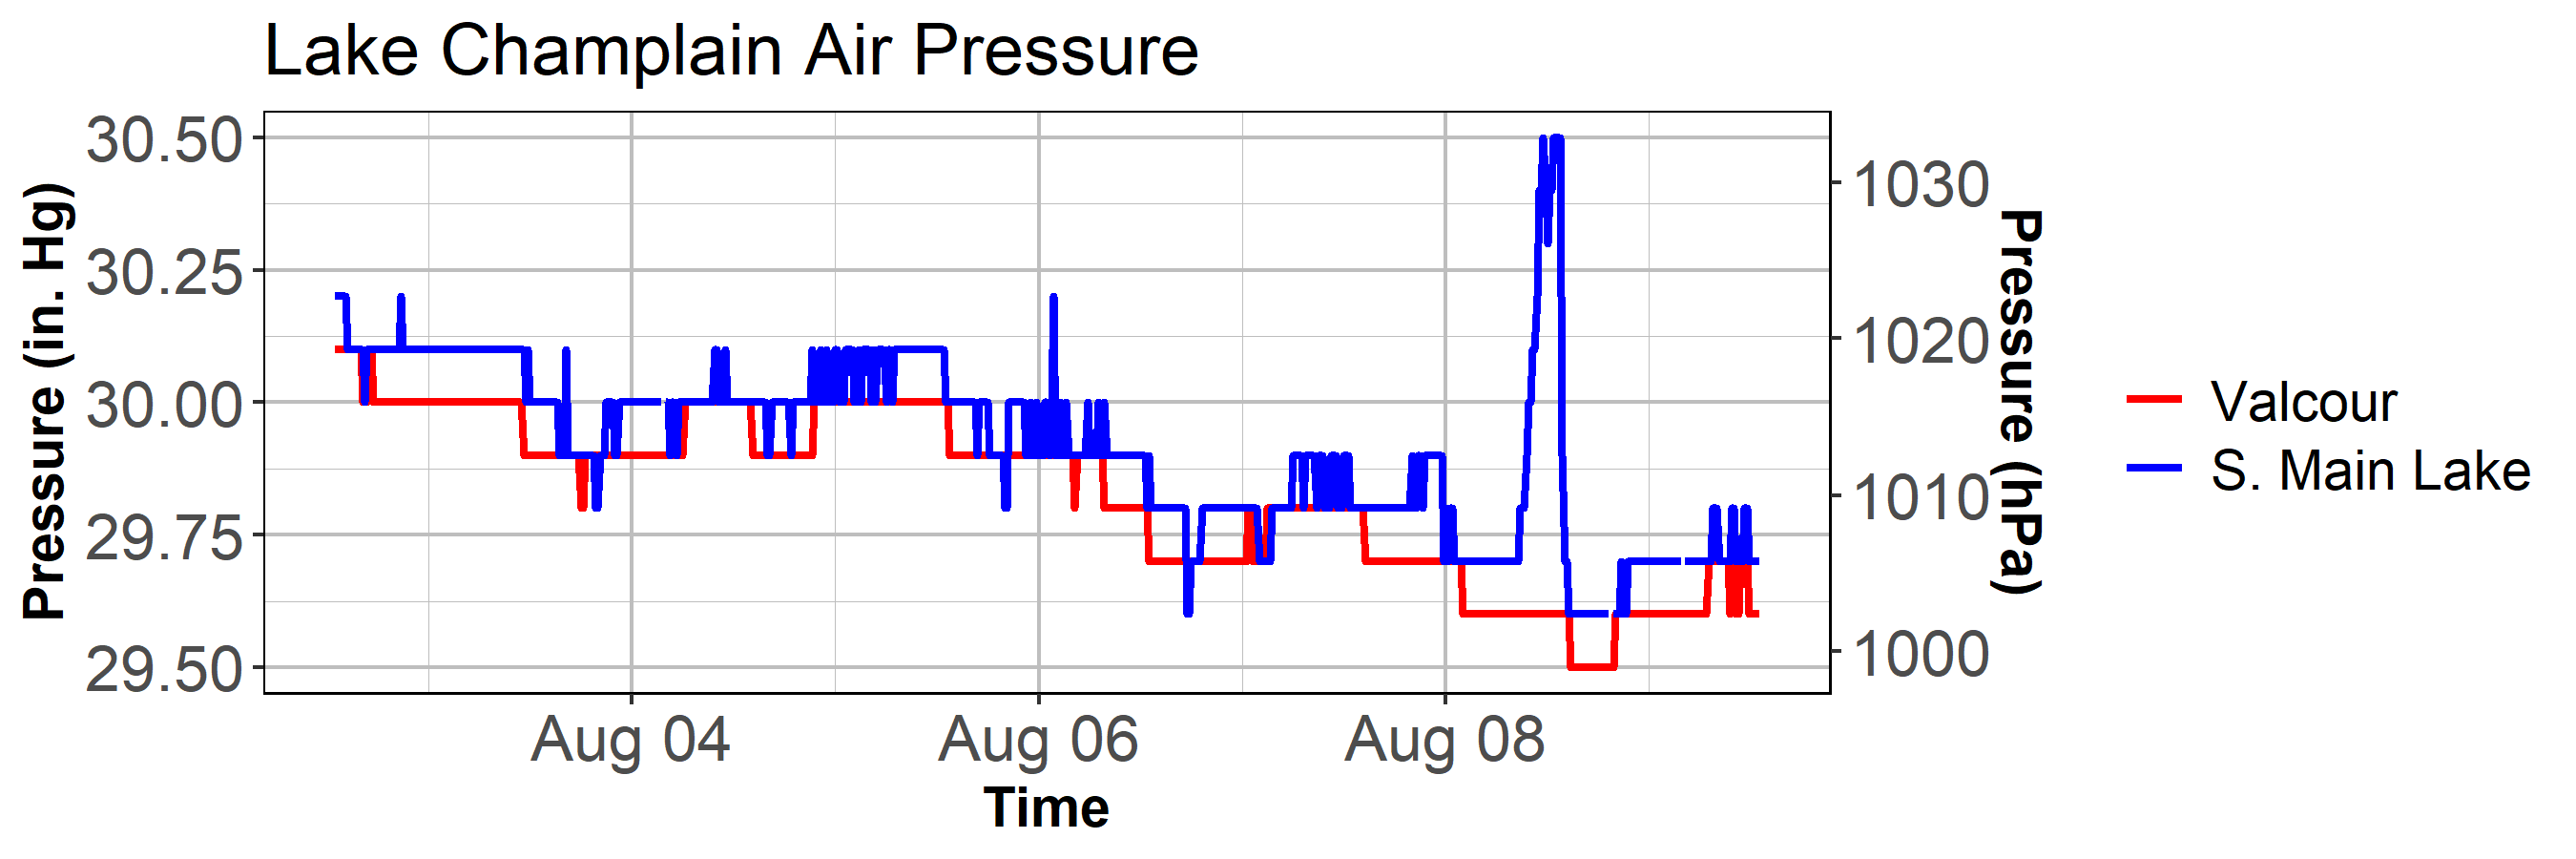 Lake Champlain Air Pressure
30.50
30.25
30.00
29.75
29.50
Pressure (in. Hg)
1030
1020
1010
1000
Pressure (hPa)
Aug 04
Aug 06
Aug 08
Time
Valcour
S. Main Lake